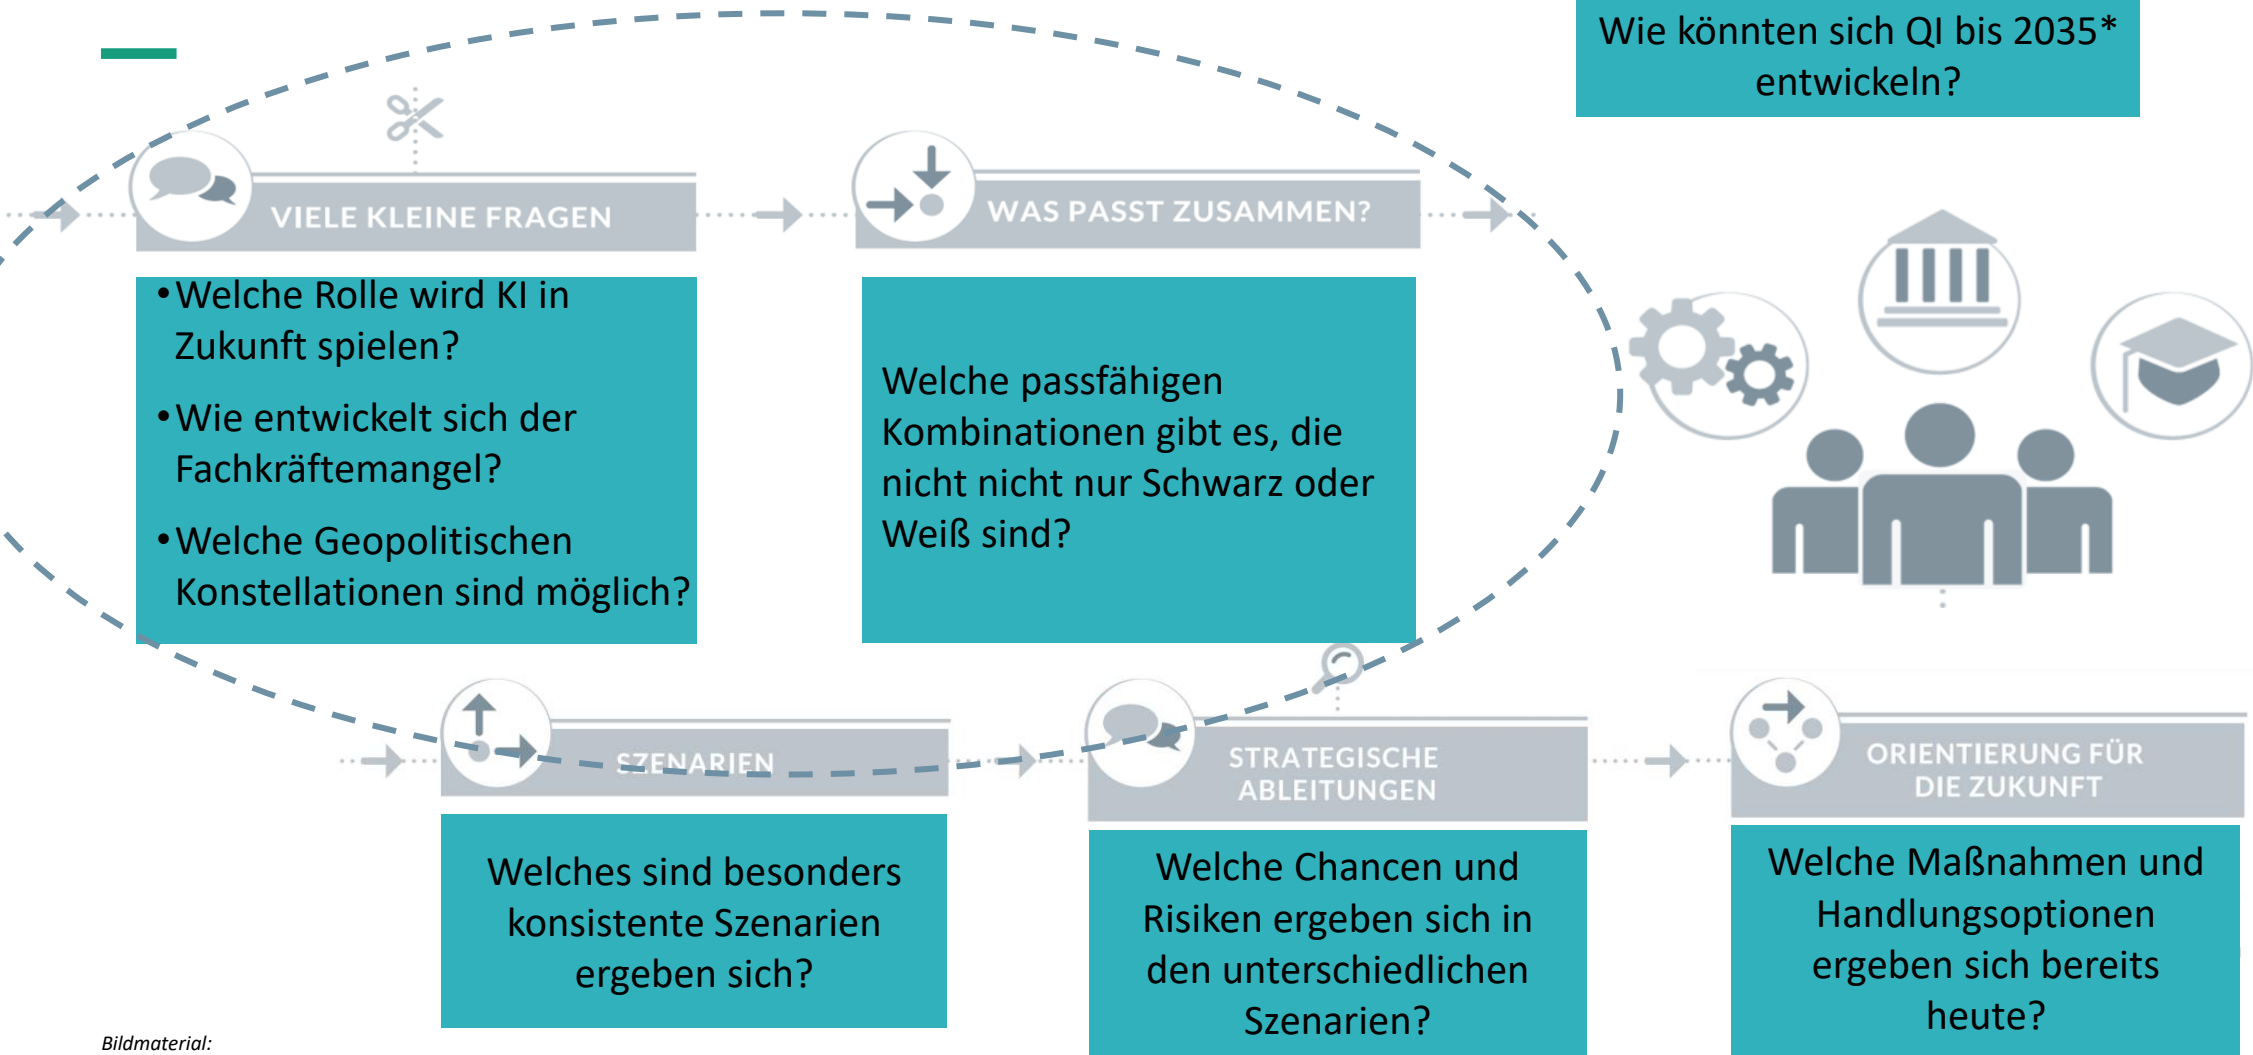 Wie könnten sich QI bis 2035*
entwickeln?
VIELE KLEINE FRAGEN
WAS PASST ZUSAMMEN?
•Welche Rolle wird KI in
Zukunft spielen?
•Wie entwickelt sich der
Fachkräftemangel?
•Welche Geopolitischen
Konstellationen sind möglich?
Welche passfähigen
Kombinationen gibt es, die
nicht nicht nur Schwarz oder
Weiß sind?
SZENARIEN
STRATEGISCHE
ABLEITUNGEN
ORIENTIERUNG FÜR
DIE ZUKUNFT
Welches sind besonders
konsistente Szenarien
ergeben sich?
Welche Chancen und
Risiken ergeben sich in
den unterschiedlichen
Szenarien?
Welche Maßnahmen und
Handlungsoptionen
ergeben sich bereits
heute?
Bildmaterial: